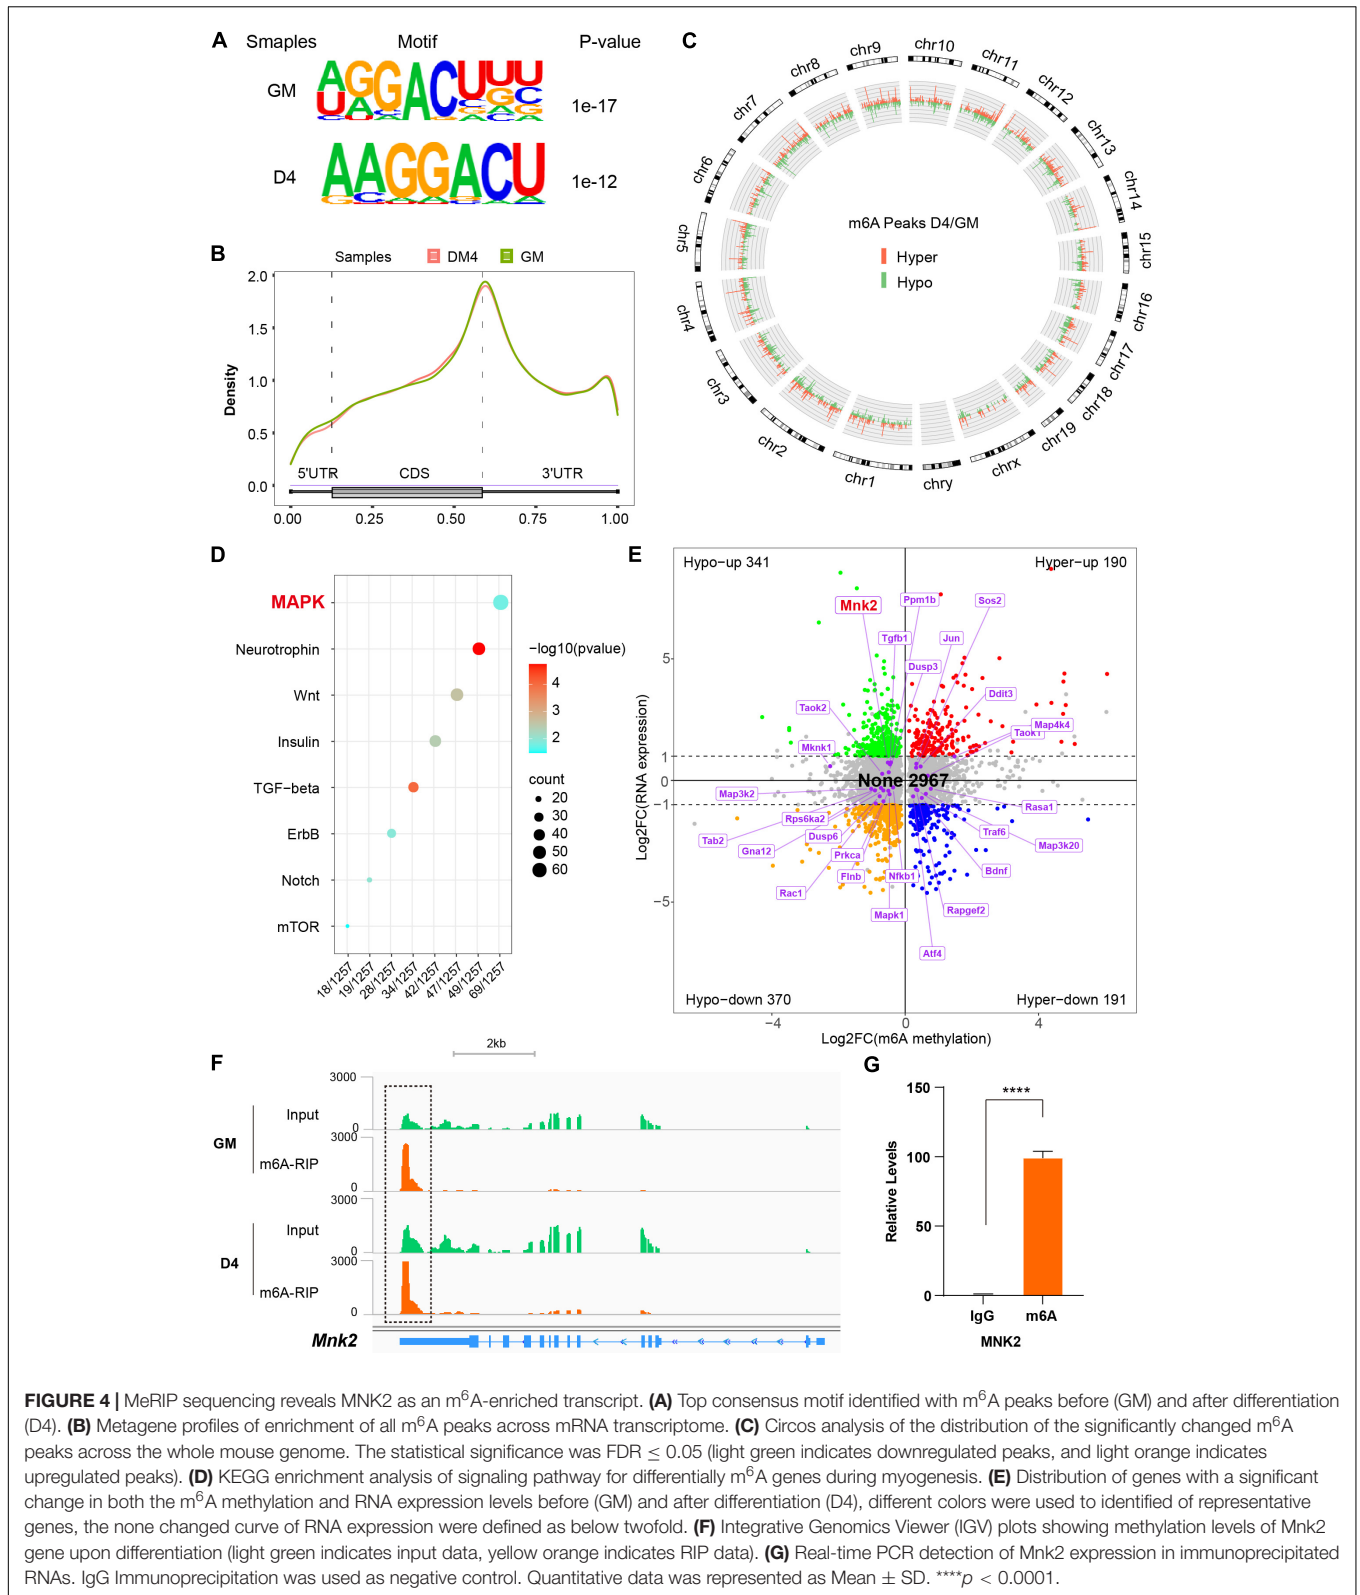 A Smaples Motif P-value
GM AGGACUUU 1e-17
D4 AAGGACU 1e-12
B Samples DM4 GM
2.0
1.5
1.0
0.5
0.0
Density
5'UTR CDS 3'UTR
0.00 0.25 0.50 0.75 1.00
C
chr10
chr11
chr12
chr13
chr14
chr15
chr16
chr17
chr18
chr19
chrx
chry
chr1
chr2
chr3
chr4
chr5
chr6
chr7
chr8
chr9
m6A Peaks D4/GM
Hyper
Hypo
D
MAPK
Neurotrophin
Wnt
Insulin
TGF−beta
ErbB
Notch
mTOR
18/1257 19/1257 28/1257 34/1257 42/1257 47/1257 49/1257 69/1257
−log10(pvalue)
4
3
2
count
20
30
40
50
60
E
Hypo−up 341 Hyper−up 190
Mnk2
Ppm1b
Sos2
Tgfb1
Jun
Dusp3
Ddit3
Taok2
Map4k4
Taok1
Mknk1
None 2967
Map3k2
Rasa1
Rps6ka2
Tab2
Dusp6
Traf6
Gna12
Prkca
Map3k20
Flnb
Nfkb1
Bdnf
Rac1
Mapk1
Rapgef2
Atf4
Hypo−down 370 Hyper−down 191
5
1
0
−1
−5
Log2FC(RNA expression)
−4 0 4
Log2FC(m6A methylation)
F
2kb
GM
3000
Input
0
3000
m6A-RIP
0
D4
3000
Input
0
3000
m6A-RIP
0
Mnk2
G
150
100
50
0
Relative Levels
****
IgG m6A
MNK2
FIGURE 4 | MeRIP sequencing reveals MNK2 as an m⁶A-enriched transcript. (A) Top consensus motif identified with m⁶A peaks before (GM) and after differentiation
(D4). (B) Metagene profiles of enrichment of all m⁶A peaks across mRNA transcriptome. (C) Circos analysis of the distribution of the significantly changed m⁶A
peaks across the whole mouse genome. The statistical significance was FDR ≤ 0.05 (light green indicates downregulated peaks, and light orange indicates
upregulated peaks). (D) KEGG enrichment analysis of signaling pathway for differentially m⁶A genes during myogenesis. (E) Distribution of genes with a significant
change in both the m⁶A methylation and RNA expression levels before (GM) and after differentiation (D4), different colors were used to identified of representative
genes, the none changed curve of RNA expression were defined as below twofold. (F) Integrative Genomics Viewer (IGV) plots showing methylation levels of Mnk2
gene upon differentiation (light green indicates input data, yellow orange indicates RIP data). (G) Real-time PCR detection of Mnk2 expression in immunoprecipitated
RNAs. IgG Immunoprecipitation was used as negative control. Quantitative data was represented as Mean ± SD. ****p < 0.0001.